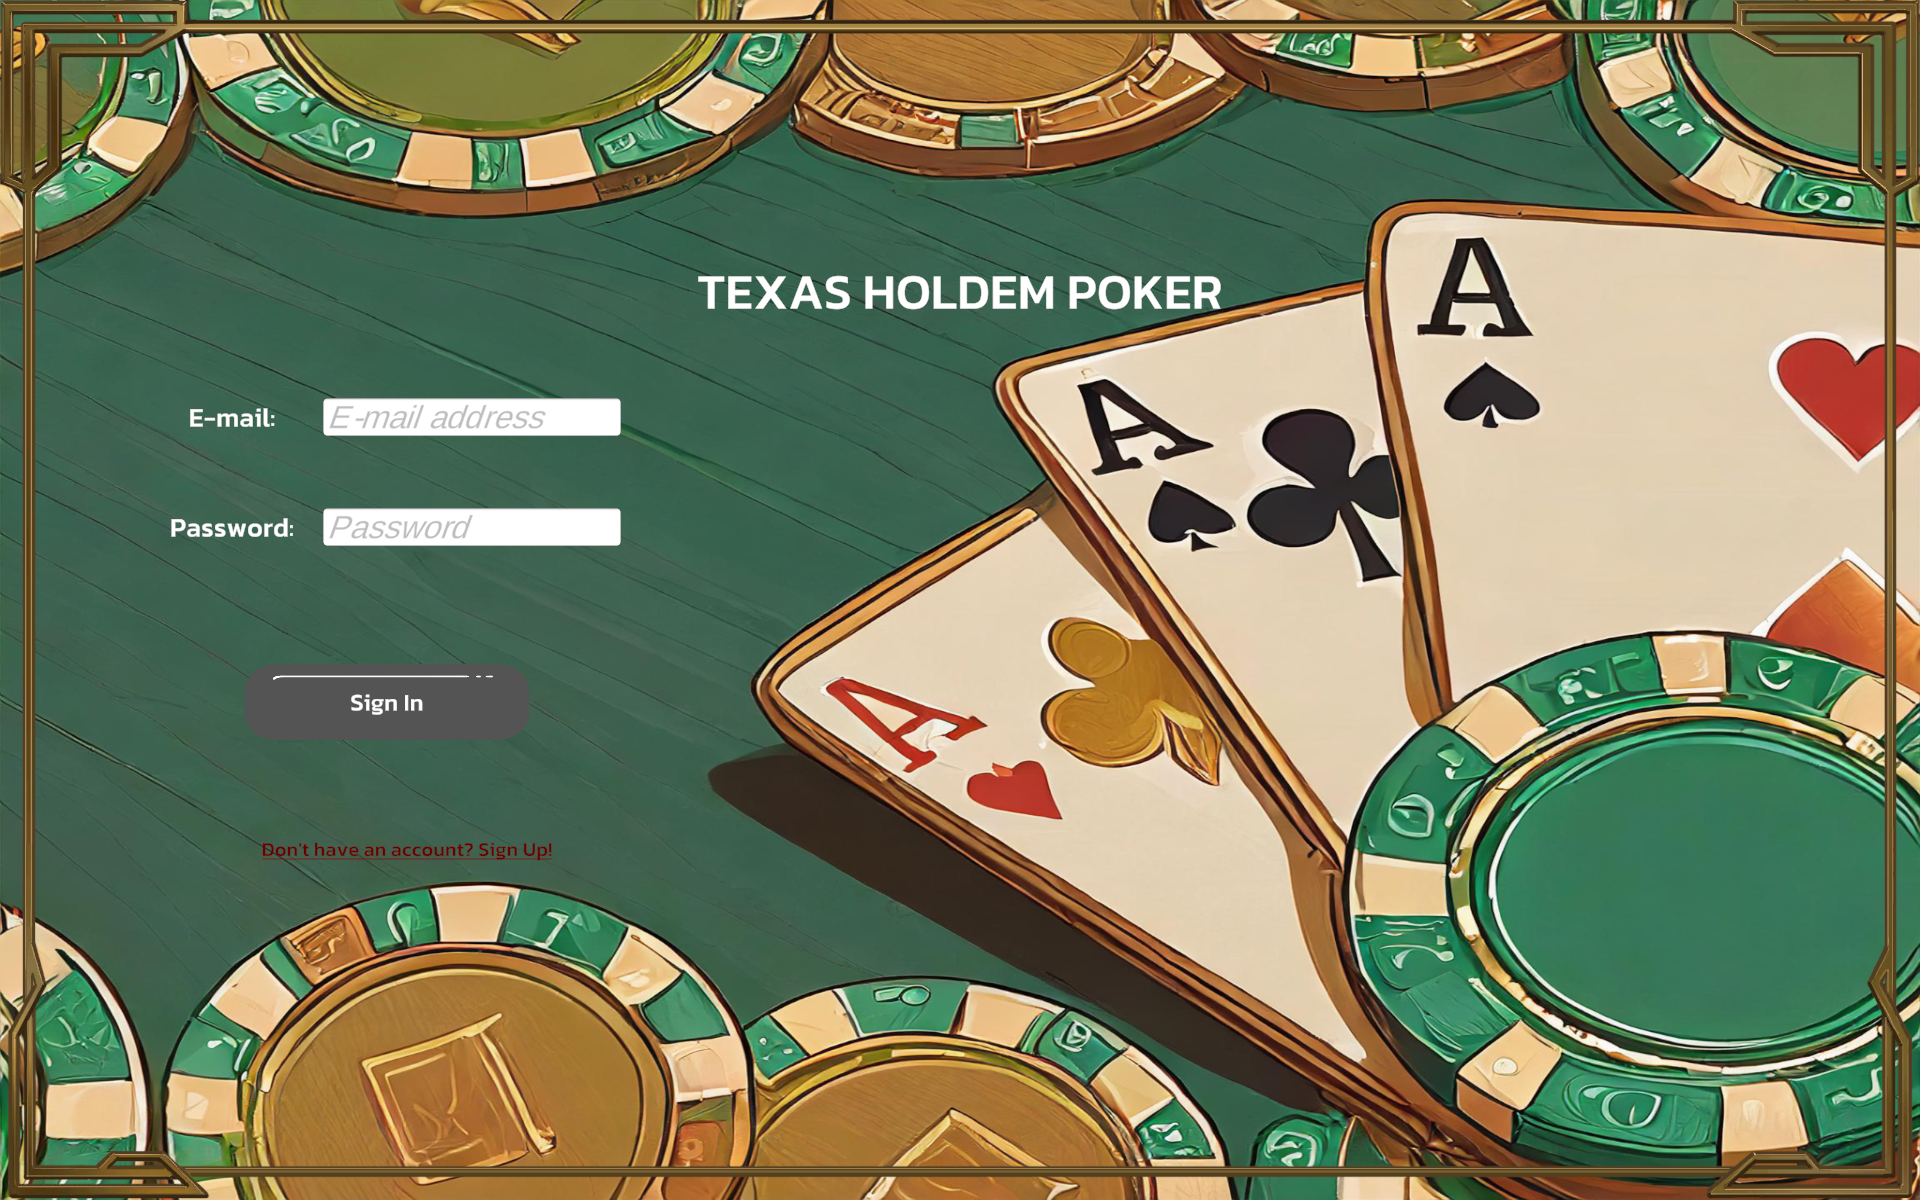 TEXAS HOLDEM POKER
A
A
E-mail: E-mail address
Password: Password
A
Sign In
Don't have an account? Sign Up!